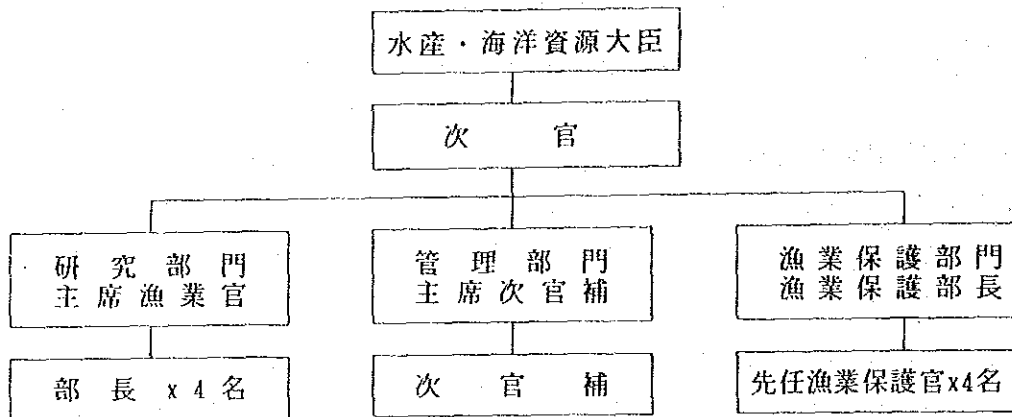 水産・海洋資源大臣
次官
研究部門
主席漁業官
管理部門
主席次官補
漁業保護部門
漁業保護部長
部長 x 4名
次官補
先任漁業保護官x4名